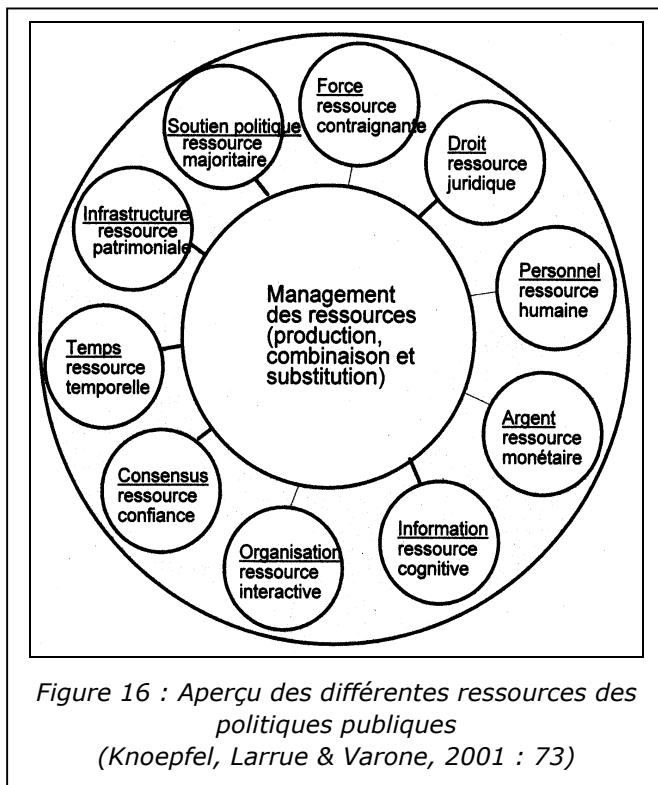 Force
ressource
contraignante
Droit
ressource
juridique
Personnel
ressource
humaine
Argent
ressource
monétaire
Information
ressource
cognitive
Organisation
ressource
interactive
Consensus
ressource
confiance
Temps
ressource
temporelle
Infrastructure
ressource
patrimoniale
Soutien politique
ressource
majoritaire
Management
des ressources
(production,
combinaison et
substitution)
Figure 16 : Aperçu des différentes ressources des
politiques publiques
(Knoepfel, Larrue & Varone, 2001 : 73)